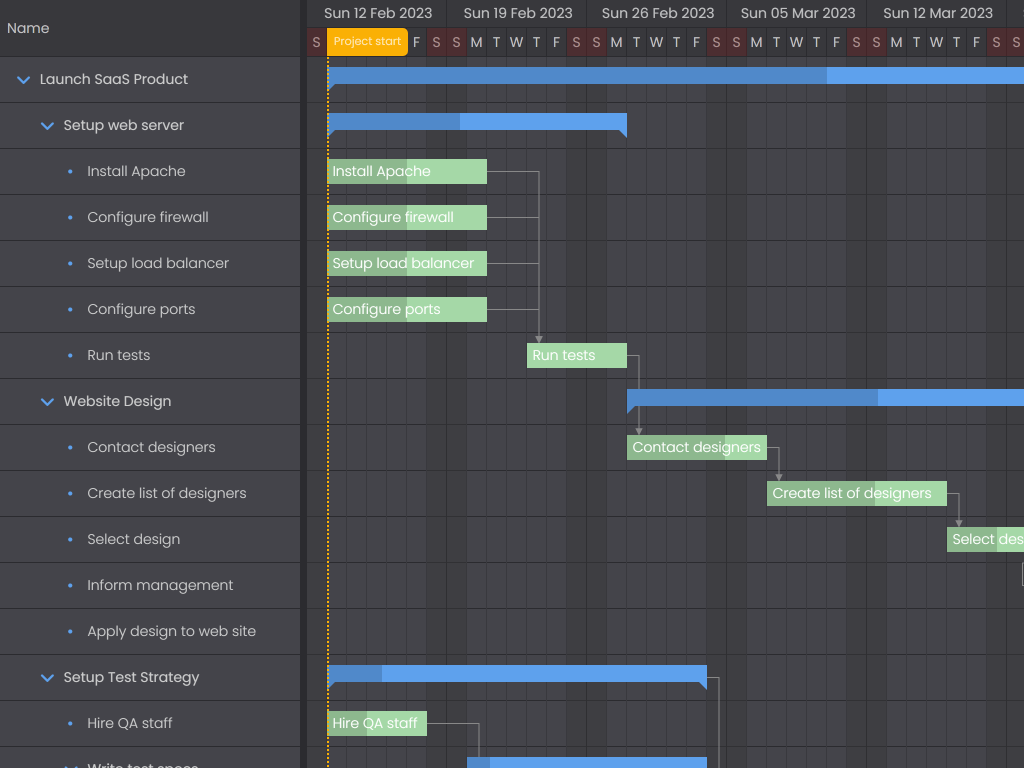 Name
Sun 12 Feb 2023 Sun 19 Feb 2023 Sun 26 Feb 2023 Sun 05 Mar 2023 Sun 12 Mar 2023
S Project start F S S M T W T F S S M T W T F S S M T W T F S S M T W T F S S
Launch SaaS Product
Setup web server
Install Apache Install Apache
Configure firewall Configure firewall
Setup load balancer Setup load balancer
Configure ports Configure ports
Run tests Run tests
Website Design
Contact designers Contact designers
Create list of designers Create list of designers
Select design Select des
Inform management
Apply design to web site
Setup Test Strategy
Hire QA staff Hire QA staff
Write test specs